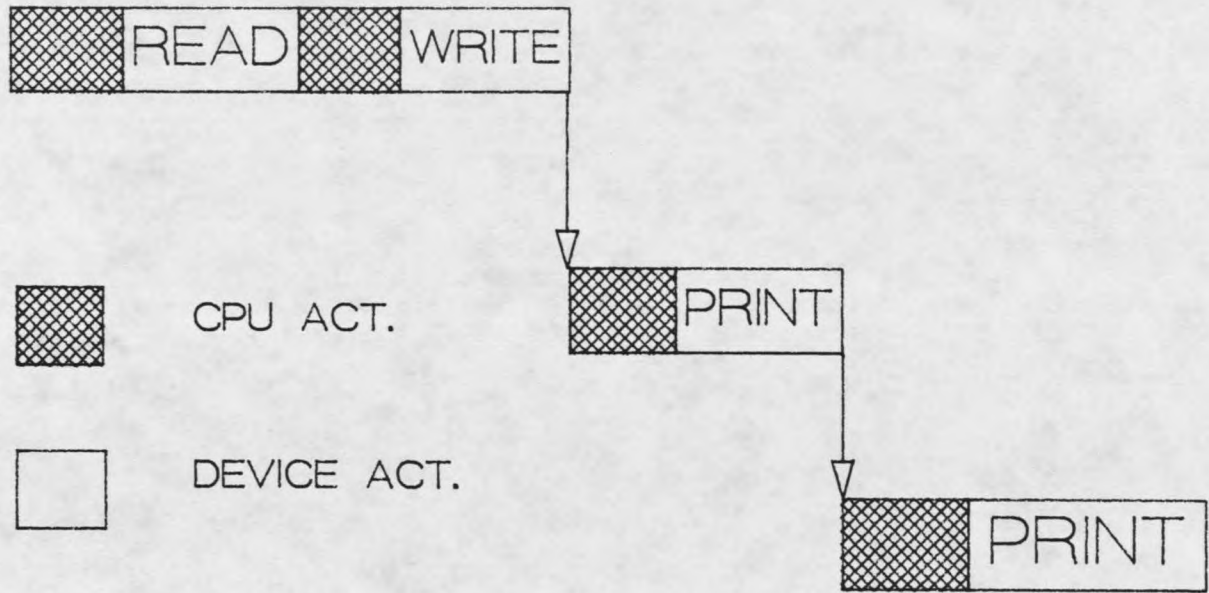 READ WRITE
CPU ACT.
PRINT
DEVICE ACT.
PRINT